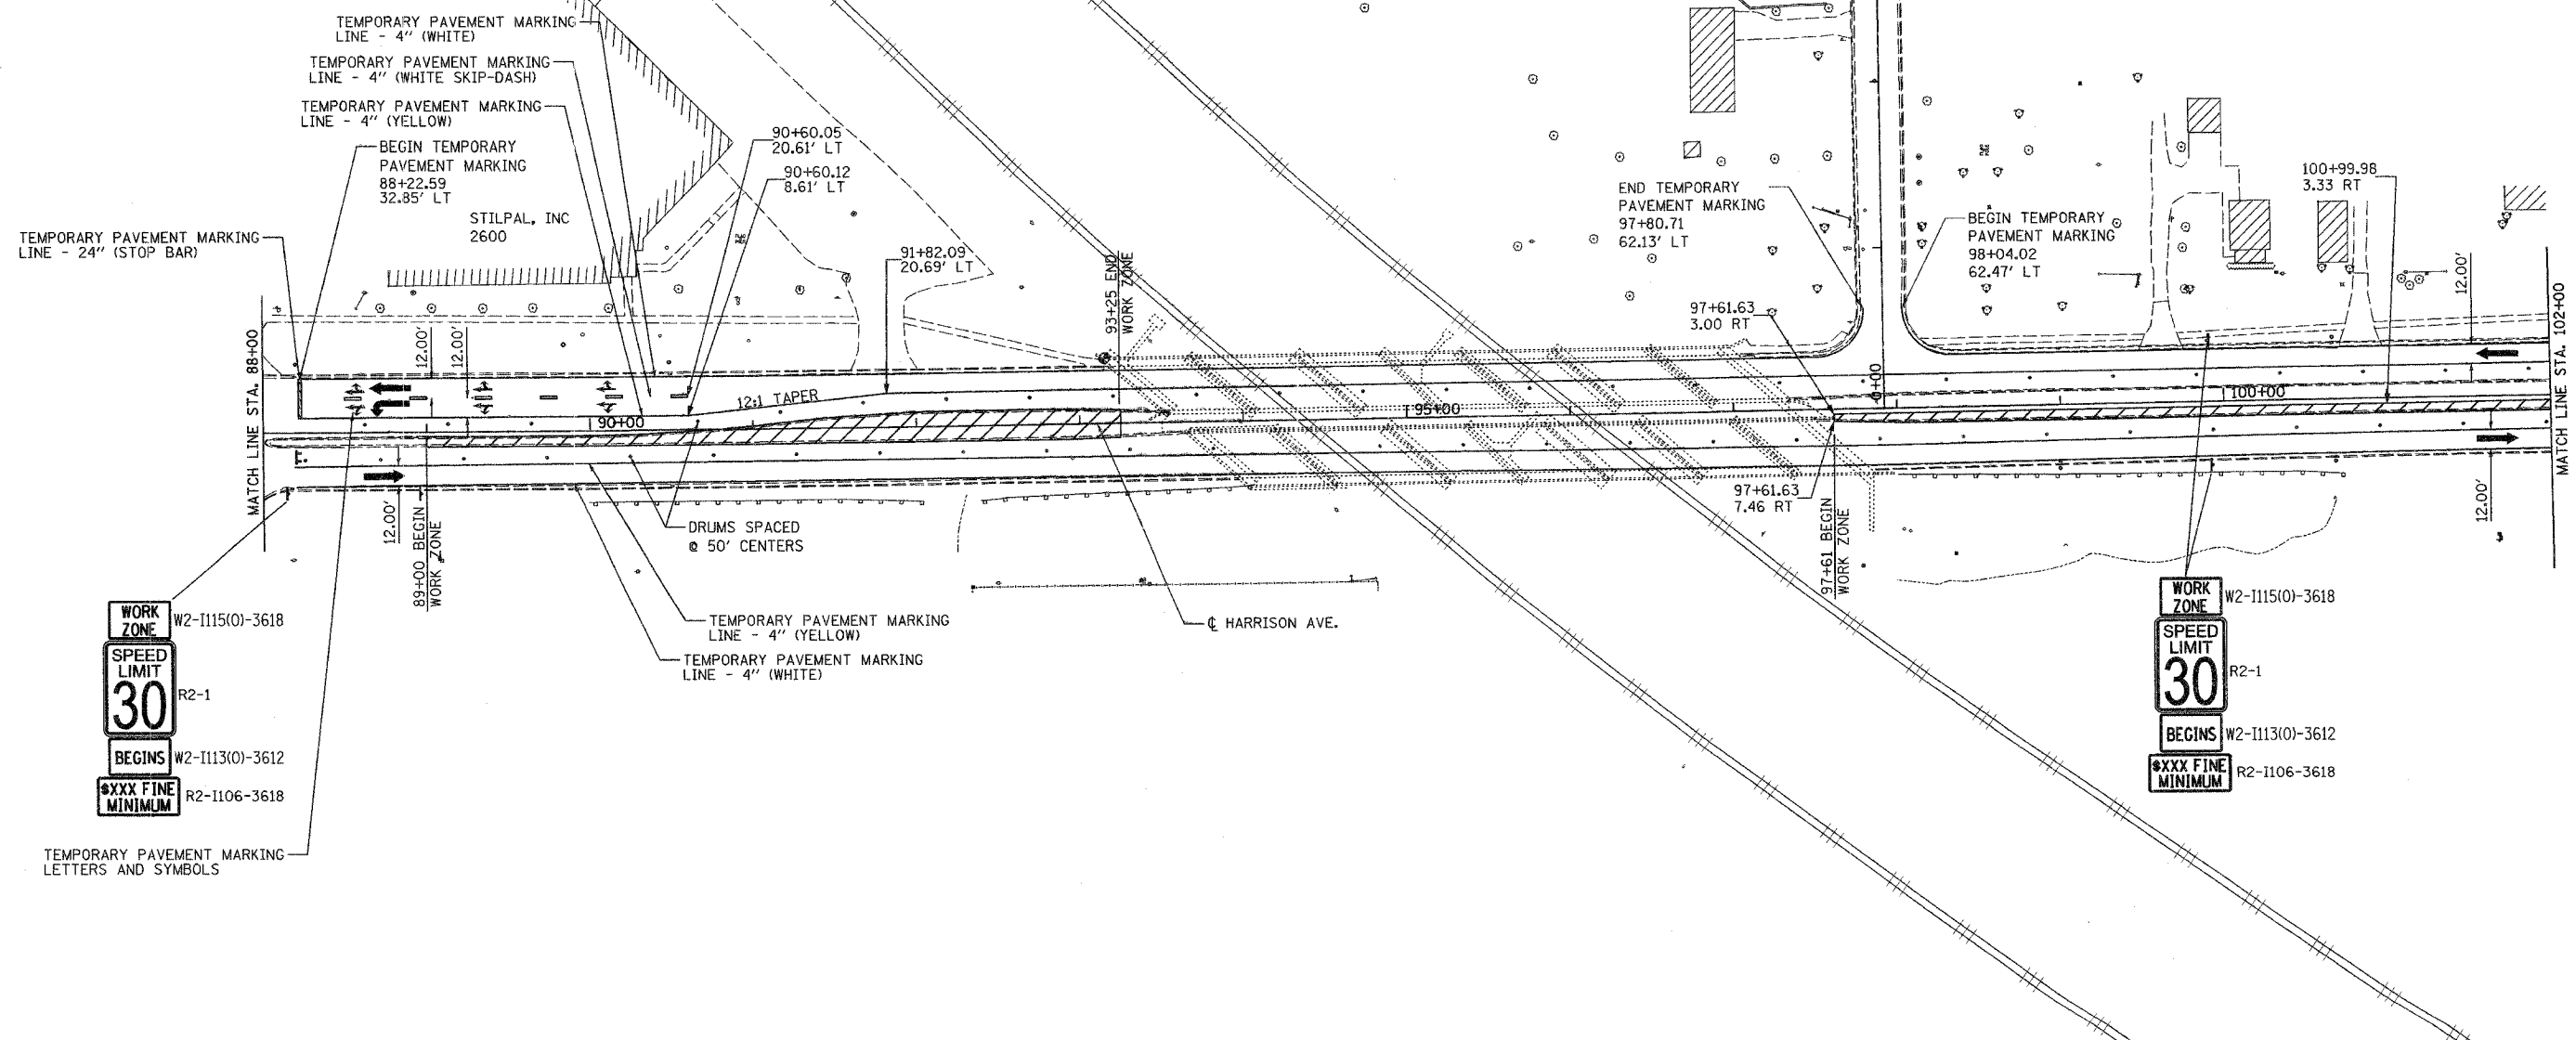 TEMPORARY PAVEMENT MARKING
LINE - 4" (WHITE)
TEMPORARY PAVEMENT MARKING
LINE - 4" (WHITE SKIP-DASH)
TEMPORARY PAVEMENT MARKING
LINE - 4" (YELLOW)
BEGIN TEMPORARY
PAVEMENT MARKING
88+22.59
32.85' LT
STILPAL, INC
2600
TEMPORARY PAVEMENT MARKING
LINE - 24" (STOP BAR)
90+60.05
20.61' LT
90+60.12
8.61' LT
91+82.09
20.69' LT
93+25 END
WORK ZONE
END TEMPORARY
PAVEMENT MARKING
97+80.71
62.13' LT
BEGIN TEMPORARY
PAVEMENT MARKING
98+04.02
62.47' LT
100+99.98
3.33 RT
97+61.63
3.00 RT
12.00'
MATCH LINE STA. 88+00
12.00'
12.00'
12:1 TAPER
90+00
95+00
0+00
100+00
MATCH LINE STA. 102+00
12.00'
89+00 BEGIN
WORK ZONE
DRUMS SPACED
@ 50' CENTERS
97+61.63
7.46 RT
97+61 BEGIN
WORK ZONE
12.00'
TEMPORARY PAVEMENT MARKING
LINE - 4" (YELLOW)
TEMPORARY PAVEMENT MARKING
LINE - 4" (WHITE)
℄ HARRISON AVE.
WORK
ZONE
W2-I115(O)-3618
SPEED
LIMIT
30
R2-1
BEGINS
W2-I113(O)-3612
$XXX FINE
MINIMUM
R2-I106-3618
WORK
ZONE
W2-I115(O)-3618
SPEED
LIMIT
30
R2-1
BEGINS
W2-I113(O)-3612
$XXX FINE
MINIMUM
R2-I106-3618
TEMPORARY PAVEMENT MARKING
LETTERS AND SYMBOLS